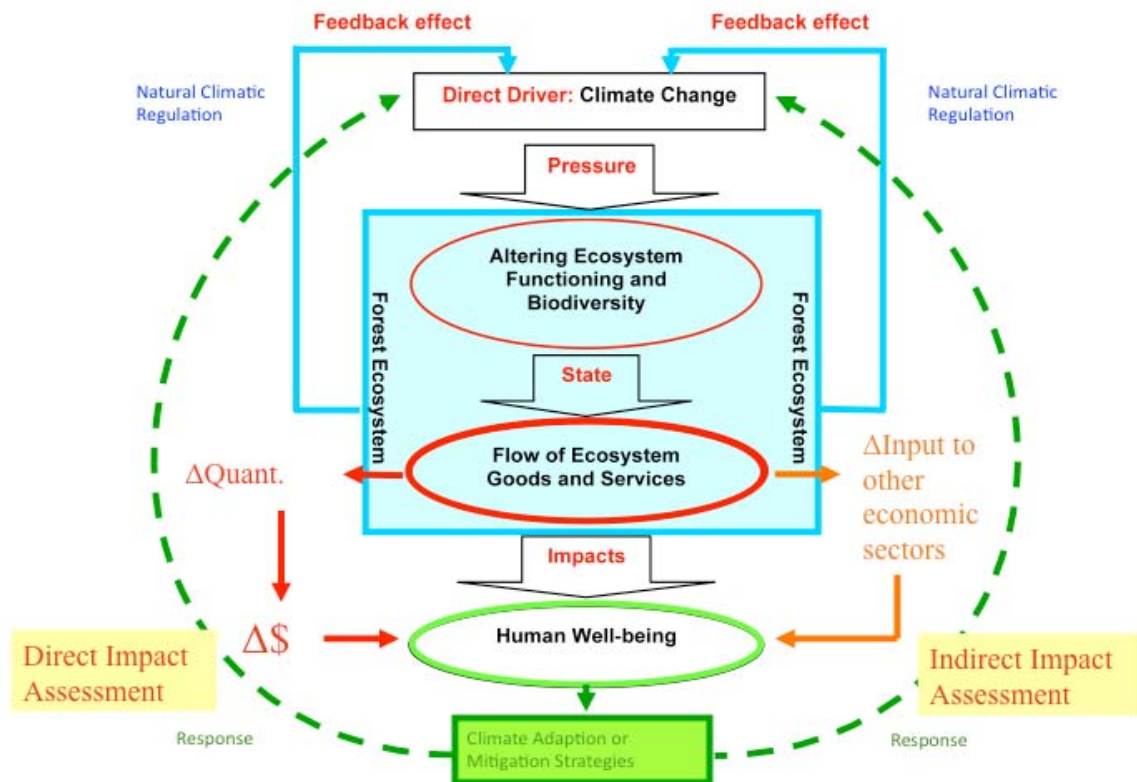 Feedback effect
Feedback effect
Natural Climatic
Regulation
Direct Driver: Climate Change
Natural Climatic
Regulation
Pressure
Altering Ecosystem
Functioning and
Biodiversity
Forest Ecosystem
Forest Ecosystem
State
Flow of Ecosystem
Goods and Services
ΔQuant.
ΔInput to
other
economic
sectors
Impacts
Human Well-being
Δ$
Direct Impact
Assessment
Indirect Impact
Assessment
Response
Climate Adaption or
Mitigation Strategies
Response